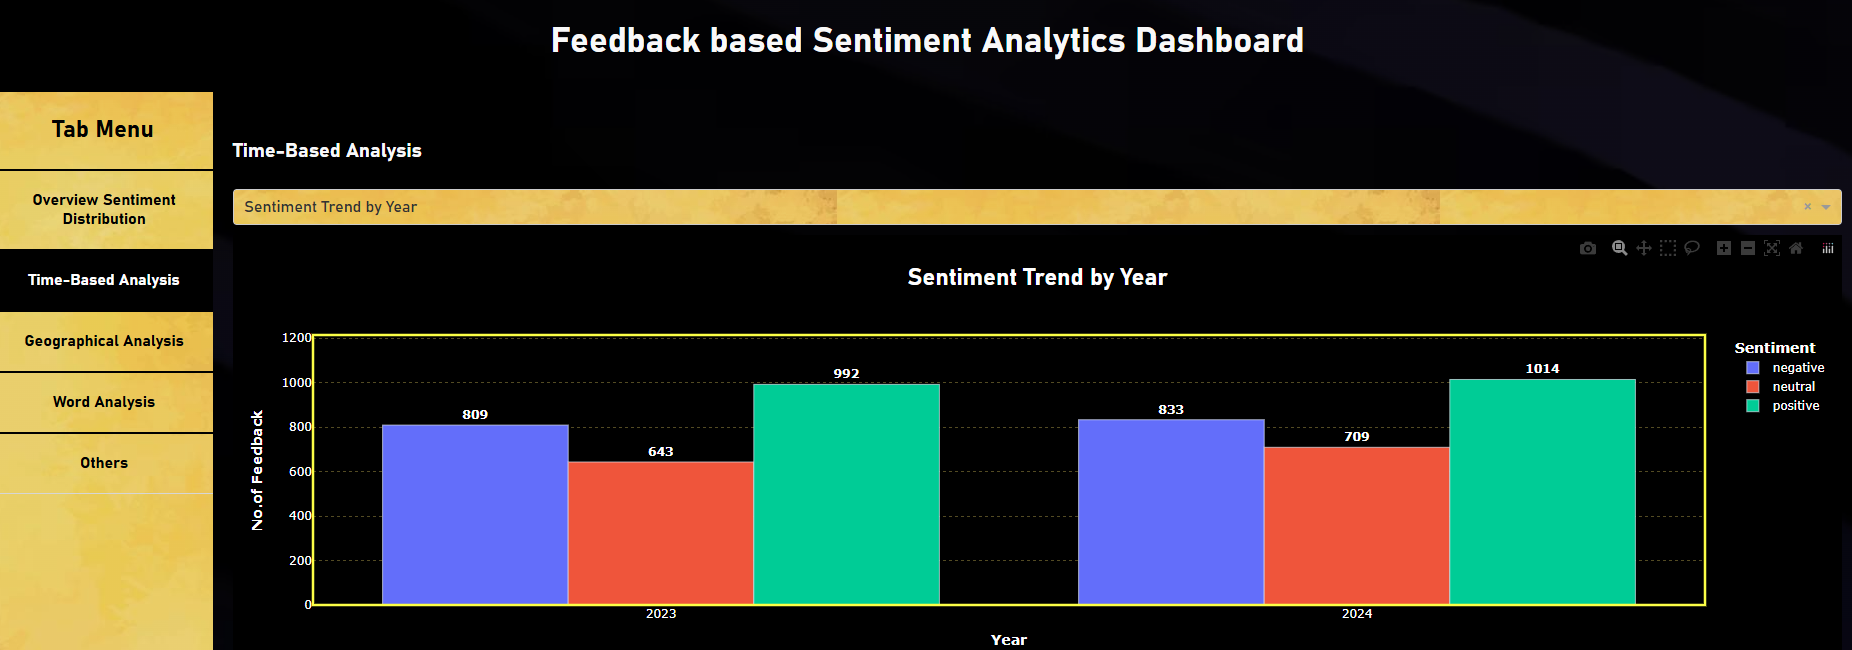 Feedback based Sentiment Analytics Dashboard
Tab Menu
Overview Sentiment
Distribution
Time-Based Analysis
Geographical Analysis
Word Analysis
Others
Time-Based Analysis
Sentiment Trend by Year
×
Sentiment Trend by Year
No.of Feedback
1200
1000
800
600
400
200
0
809
643
992
833
709
1014
2023
2024
Year
Sentiment
negative
neutral
positive